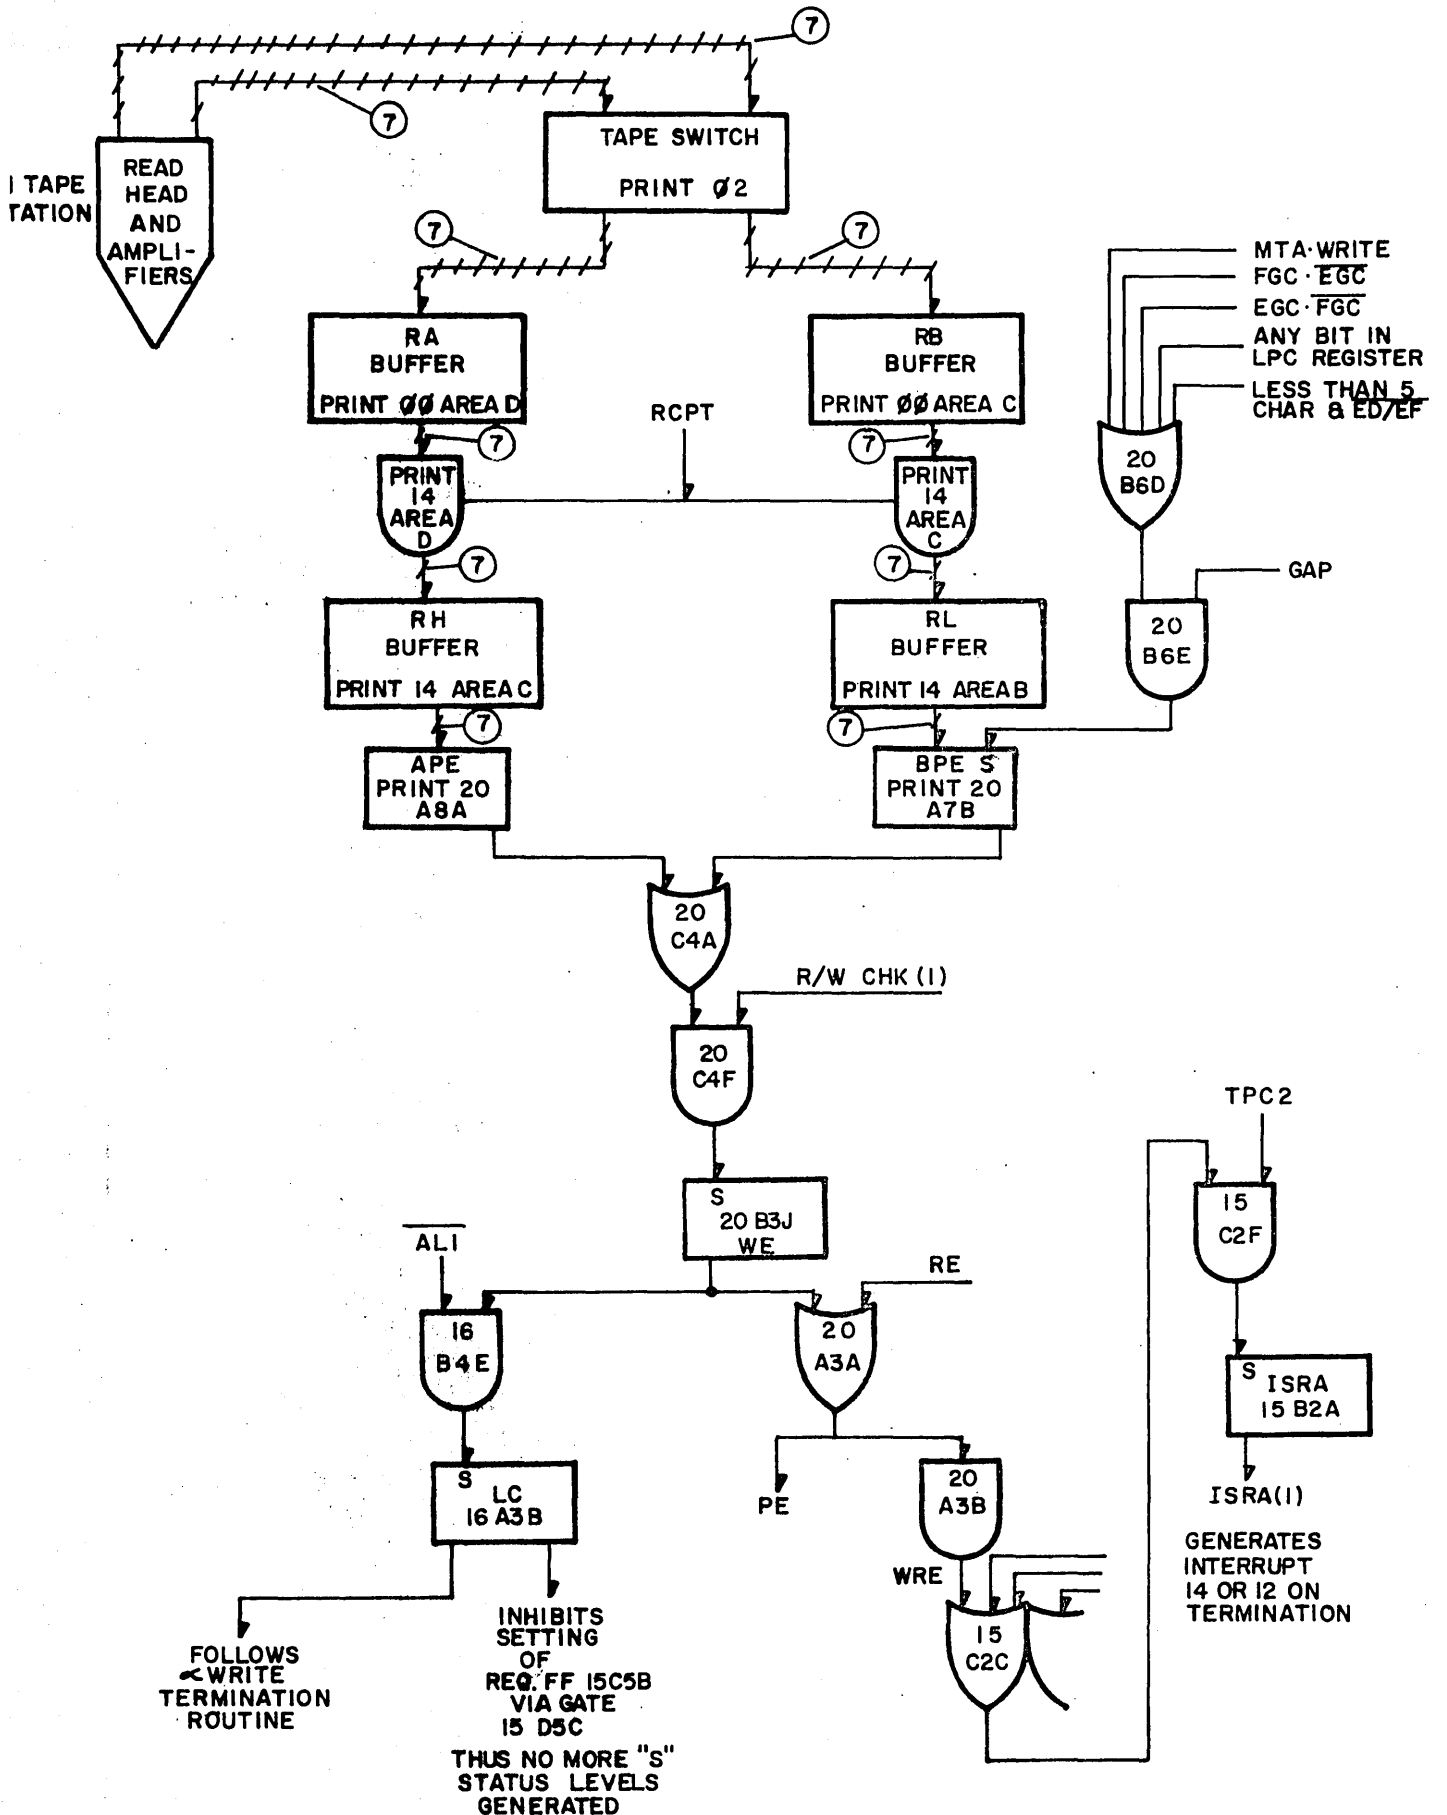 7
7
TAPE SWITCH
PRINT Ø2
1 TAPE
TATION
READ
HEAD
AND
AMPLI-
FIERS
7
7
MTA·WRITE
FGC·E̅G̅C̅
EGC·F̅G̅C̅
ANY BIT IN
LPC REGISTER
LESS THAN 5
CHAR & E̅D̅/̅E̅F̅
RA
BUFFER
PRINT ØØ AREA D
RB
BUFFER
PRINT ØØ AREA C
RCPT
7
7
20
B6D
PRINT
14
AREA
D
PRINT
14
AREA
C
7
7
GAP
RH
BUFFER
PRINT 14 AREA C
RL
BUFFER
PRINT 14 AREA B
20
B6E
7
7
APE
PRINT 20
A8A
BPE S
PRINT 20
A7B
20
C4A
R/W CHK (1)
20
C4F
TPC2
S
20 B3J
WE
15
C2F
A̅L̅1̅
RE
16
B4E
20
A3A
S
ISRA
15 B2A
S
LC
16 A3B
PE
20
A3B
ISRA(1)
GENERATES
INTERRUPT
14 OR 12 ON
TERMINATION
WRE
15
C2C
FOLLOWS
∝ WRITE
TERMINATION
ROUTINE
INHIBITS
SETTING
OF
REQ. FF 15C5B
VIA GATE
15 D5C
THUS NO MORE "S"
STATUS LEVELS
GENERATED